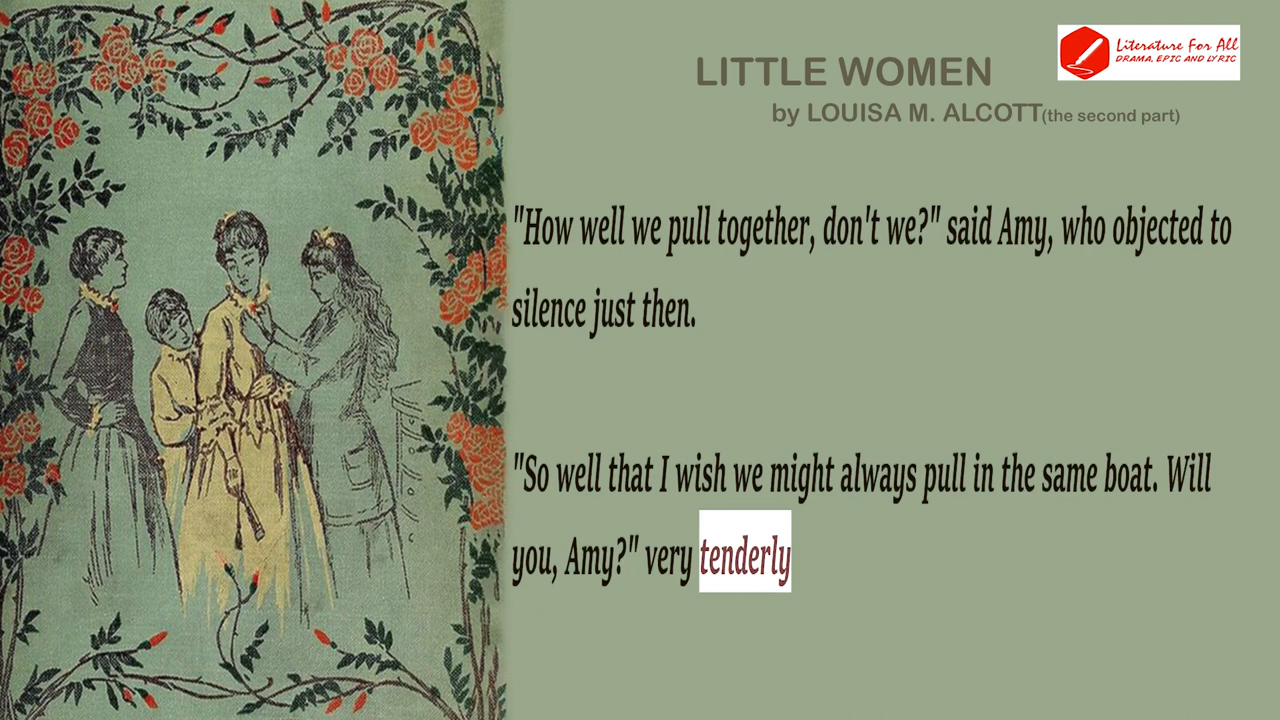 LITTLE WOMEN
by LOUISA M. ALCOTT(the second part)
Literature For All
DRAMA, EPIC AND LYRIC
"How well we pull together, don't we?" said Amy, who objected to
silence just then.
"So well that I wish we might always pull in the same boat. Will
you, Amy?" very tenderly